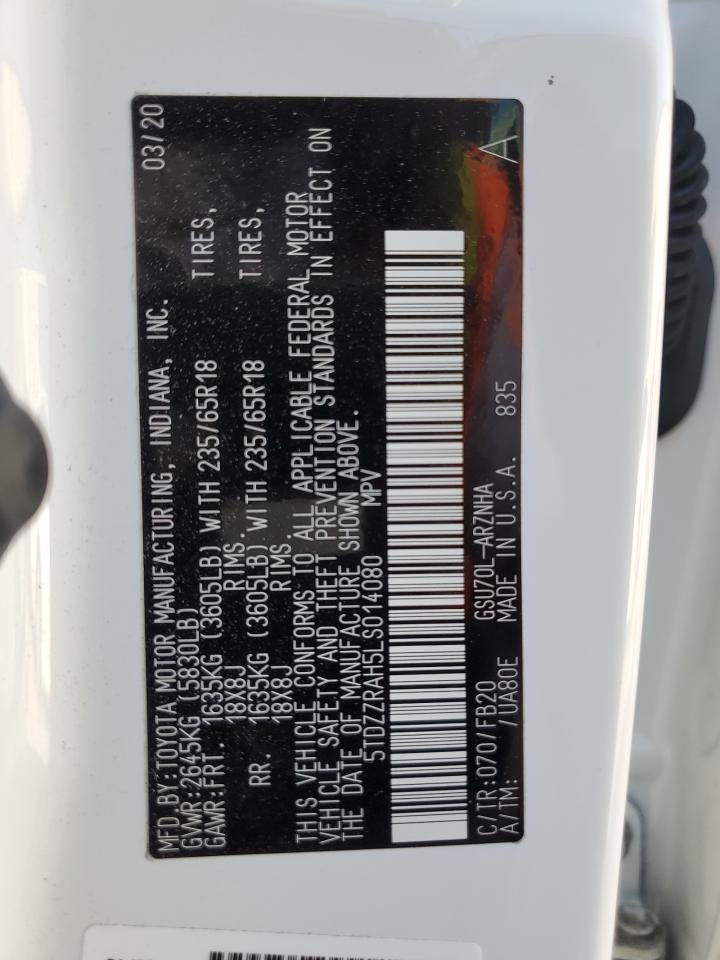 MFD.BY:TOYOTA MOTOR MANUFACTURING, INDIANA, INC. 03/20
GVWR:2645KG (5830LB)
GAWR:FRT. 1635KG (3605LB) WITH 235/65R18 TIRES,
18X8J RIMS.
RR. 1635KG (3605LB) WITH 235/65R18 TIRES,
18X8J RIMS.
THIS VEHICLE CONFORMS TO ALL APPLICABLE FEDERAL MOTOR
VEHICLE SAFETY AND THEFT PREVENTION STANDARDS IN EFFECT ON
THE DATE OF MANUFACTURE SHOWN ABOVE.
5TDZZRAH5LS014080 MPV
C/TR:070/FB20 GSU70L-ARZNHA
A/TM: /UA80E MADE IN U.S.A. 835 A